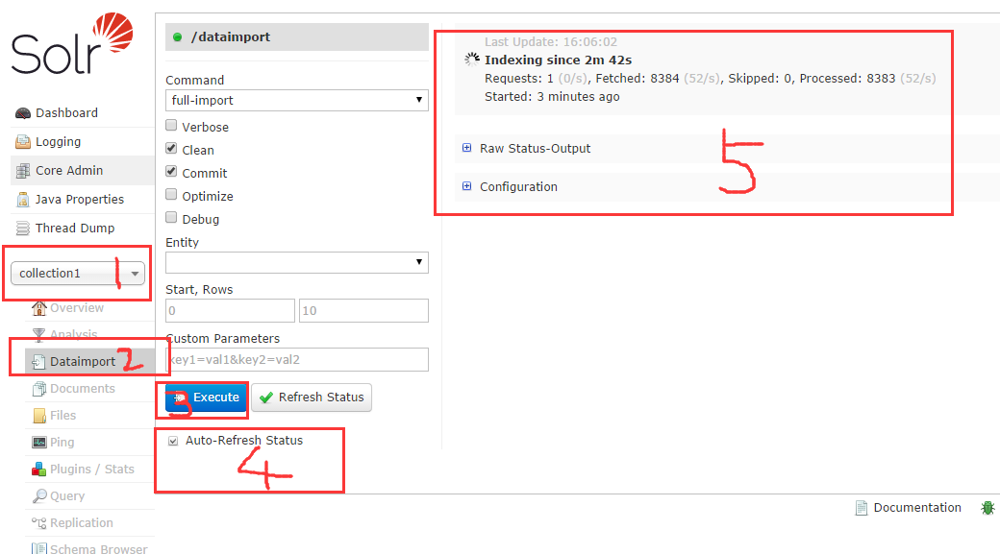 Solr
Dashboard
Logging
Core Admin
Java Properties
Thread Dump
collection1
1
Overview
Analysis
Dataimport
2
Documents
Files
Ping
Plugins / Stats
Query
Replication
Schema Browser
/dataimport
Command
full-import
Verbose
Clean
Commit
Optimize
Debug
Entity
Start, Rows
0 10
Custom Parameters
key1=val1&key2=val2
3
Execute Refresh Status
Auto-Refresh Status
4
Last Update: 16:06:02
Indexing since 2m 42s
Requests: 1 (0/s), Fetched: 8384 (52/s), Skipped: 0, Processed: 8383 (52/s)
Started: 3 minutes ago
Raw Status-Output
5
Configuration
Documentation